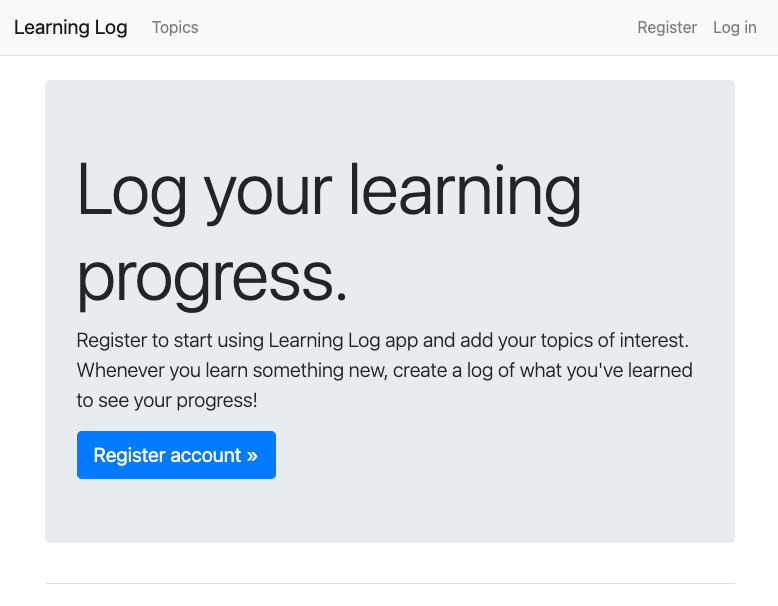 Learning Log Topics Register Log in
Log your learning
progress.
Register to start using Learning Log app and add your topics of interest.
Whenever you learn something new, create a log of what you've learned
to see your progress!
Register account »